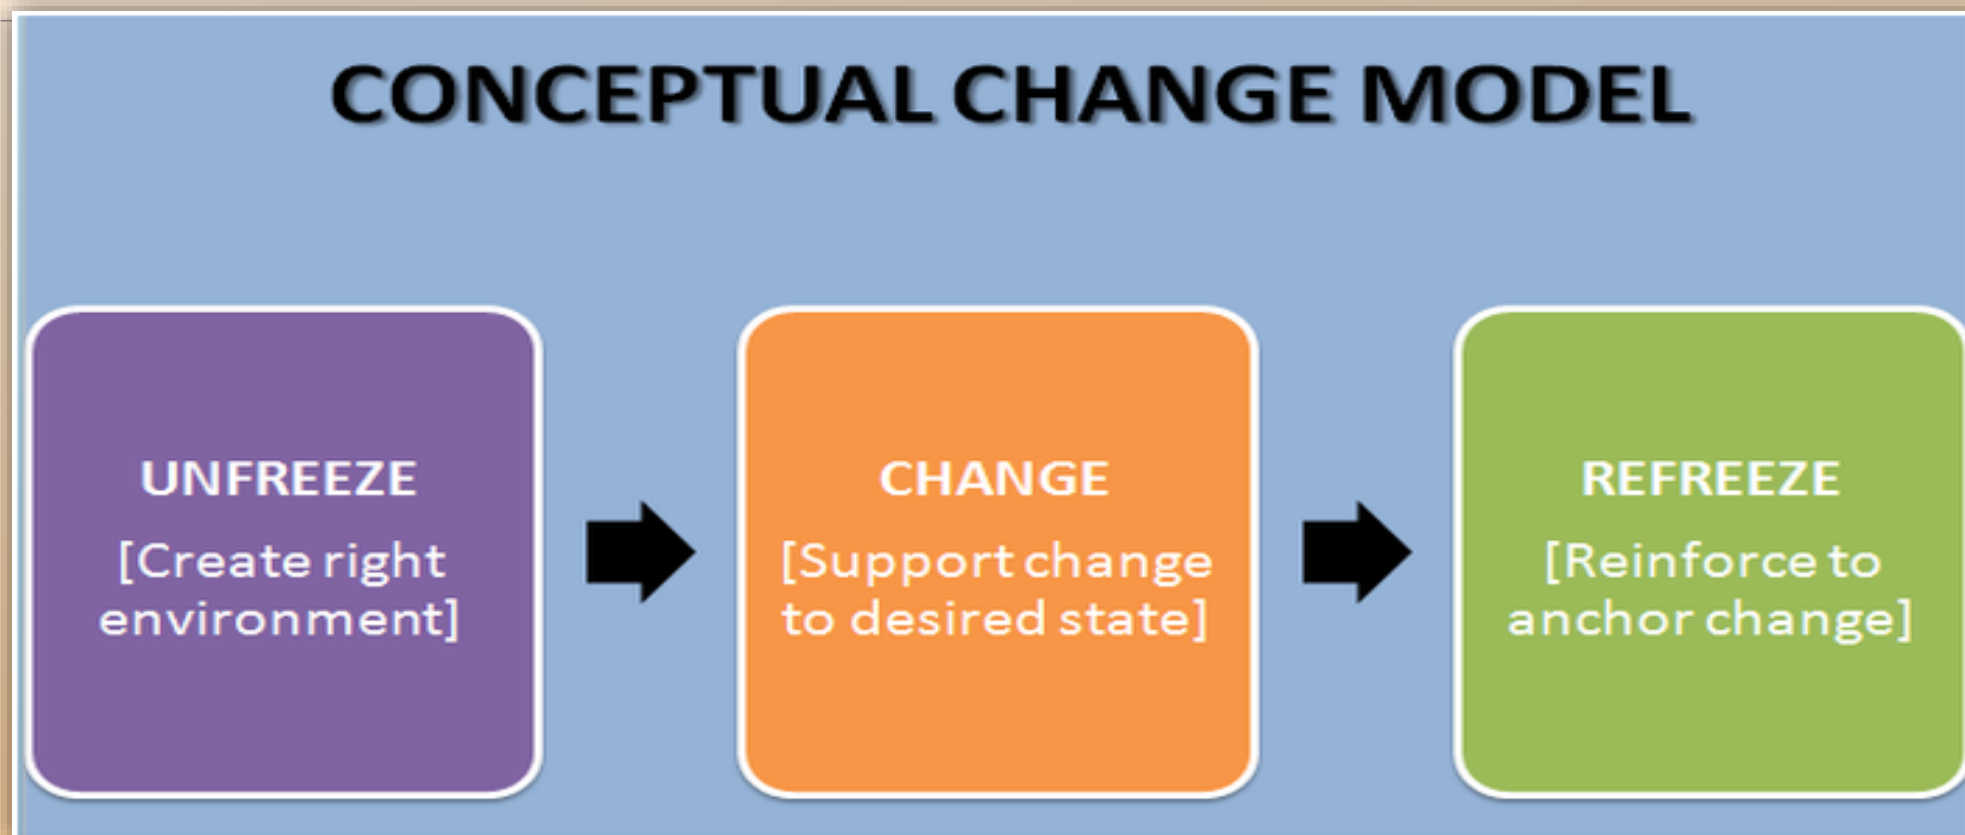 CONCEPTUAL CHANGE MODEL
UNFREEZE
[Create right
environment]
CHANGE
[Support change
to desired state]
REFREEZE
[Reinforce to
anchor change]